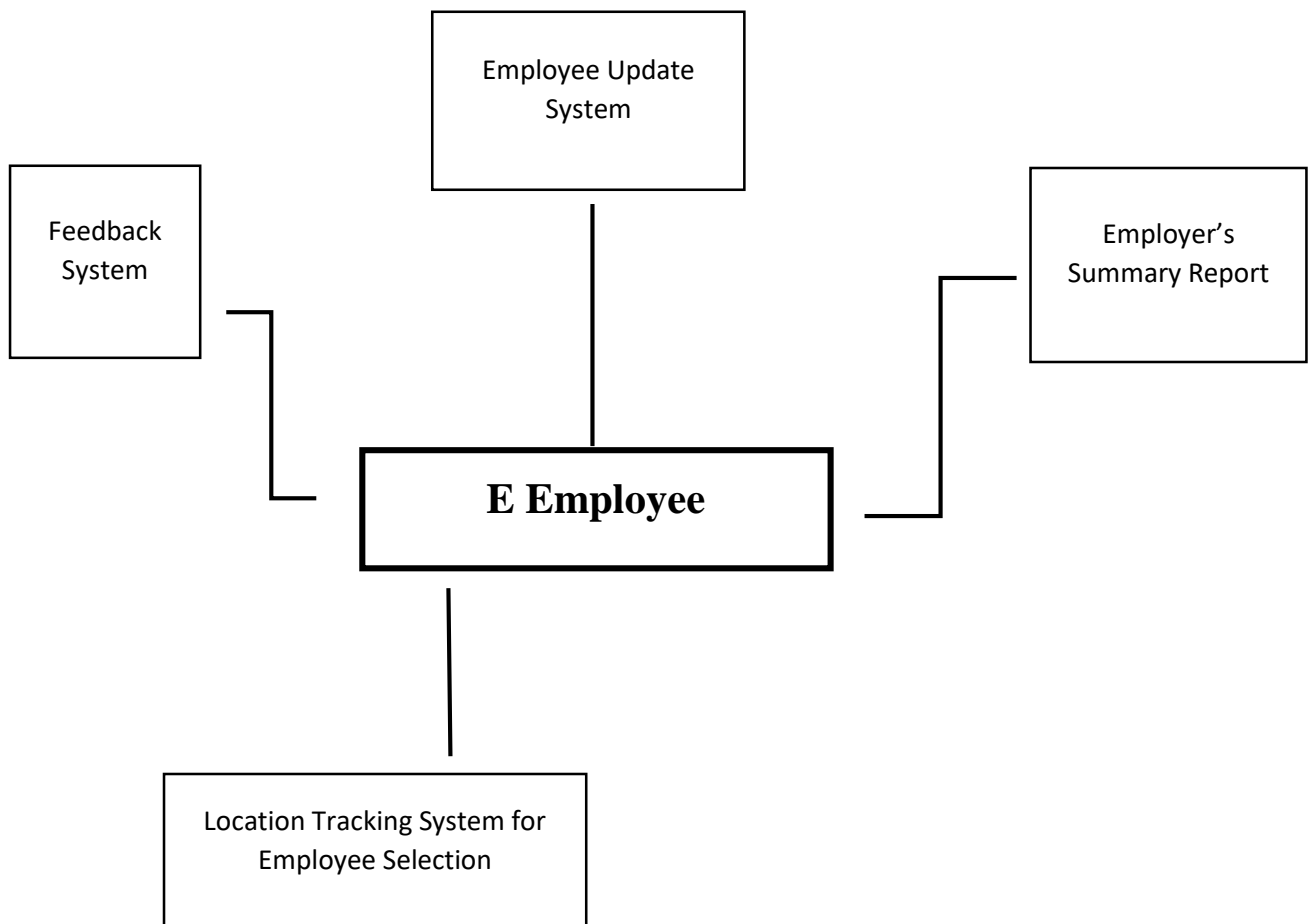 Employee Update
System
Feedback
System
Employer’s
Summary Report
E Employee
Location Tracking System for
Employee Selection